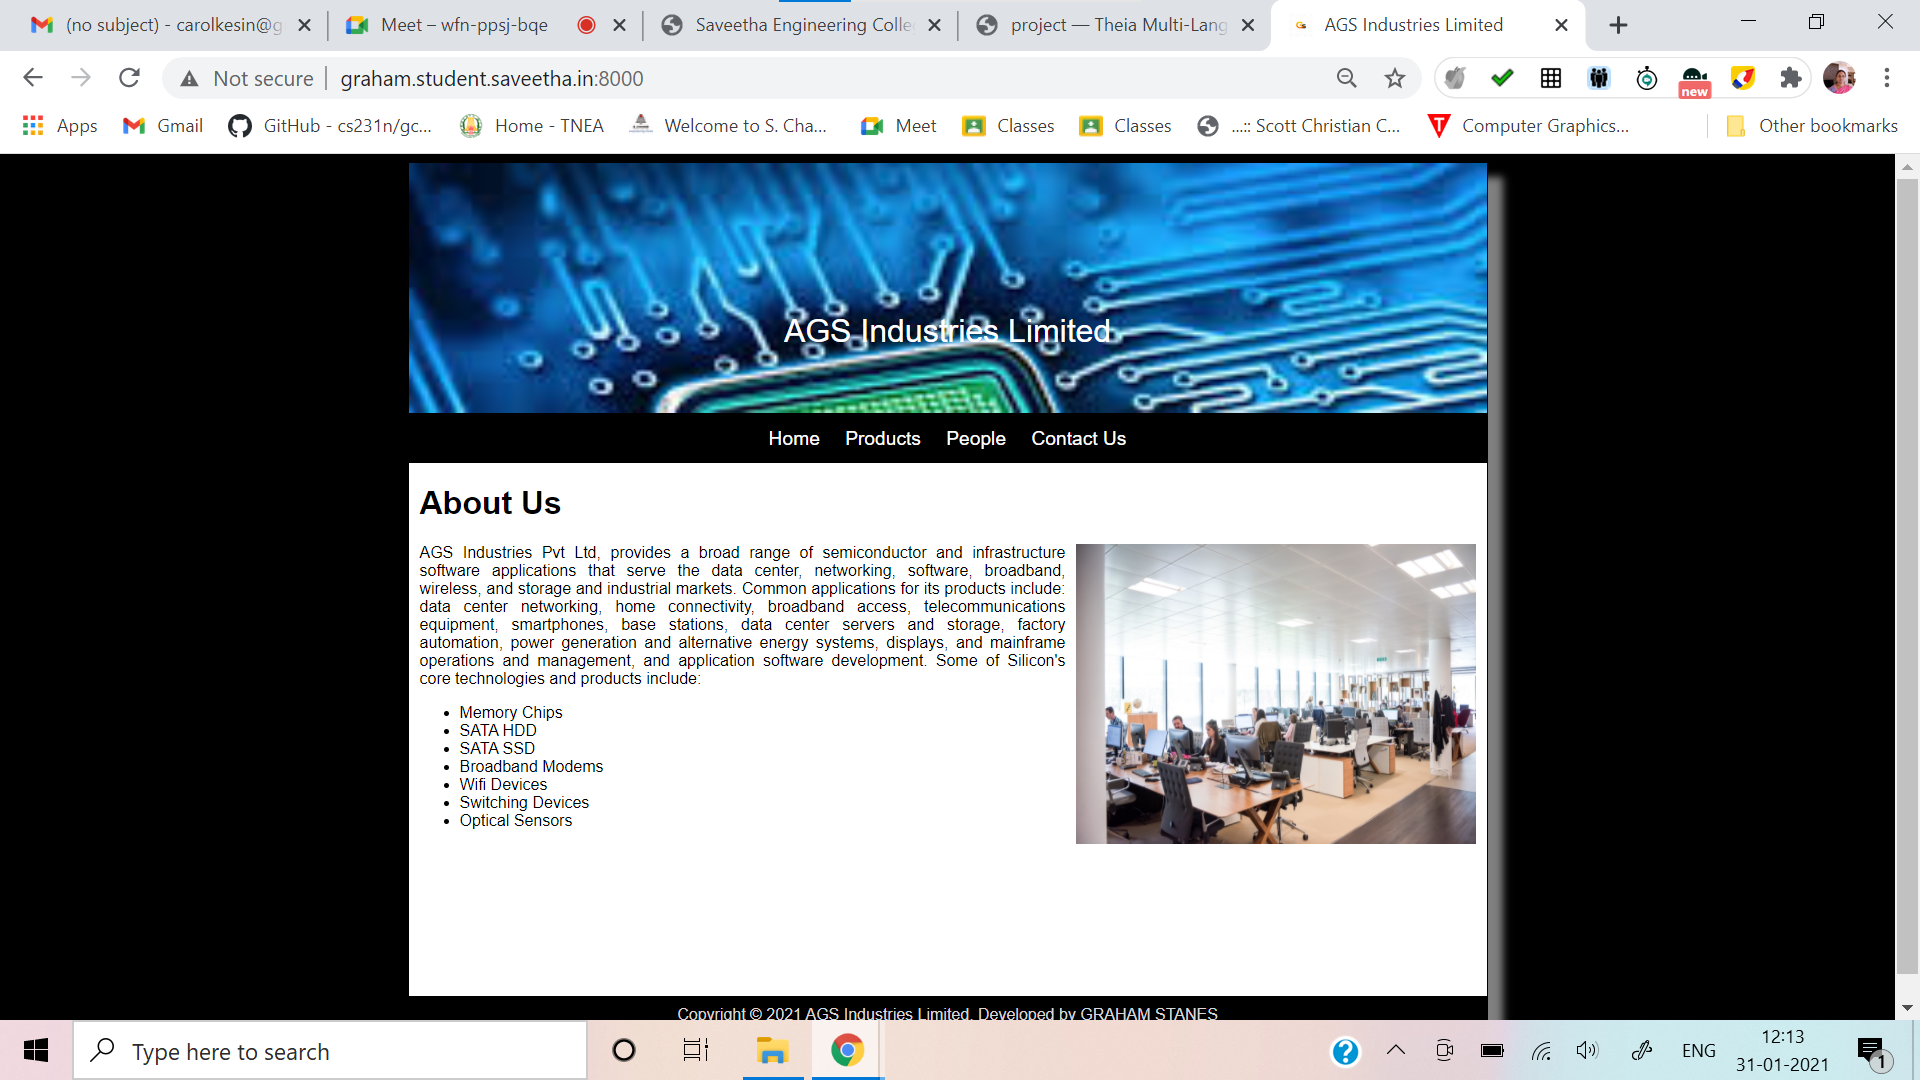 (no subject) - carolkesin@g
Meet – wfn-ppsj-bqe
Saveetha Engineering Colle
project — Theia Multi-Lang
AGS Industries Limited
Not secure
graham.student.saveetha.in:8000
new
Apps
Gmail
GitHub - cs231n/gc...
Home - TNEA
Welcome to S. Cha...
Meet
Classes
Classes
..:: Scott Christian C...
Computer Graphics...
Other bookmarks
AGS Industries Limited
Home Products People Contact Us
About Us
AGS Industries Pvt Ltd, provides a broad range of semiconductor and infrastructure
software applications that serve the data center, networking, software, broadband,
wireless, and storage and industrial markets. Common applications for its products include:
data center networking, home connectivity, broadband access, telecommunications
equipment, smartphones, base stations, data center servers and storage, factory
automation, power generation and alternative energy systems, displays, and mainframe
operations and management, and application software development. Some of Silicon's
core technologies and products include:
• Memory Chips
• SATA HDD
• SATA SSD
• Broadband Modems
• Wifi Devices
• Switching Devices
• Optical Sensors
Copyright © 2021 AGS Industries Limited. Developed by GRAHAM STANES
Type here to search
ENG
12:13
31-01-2021
1